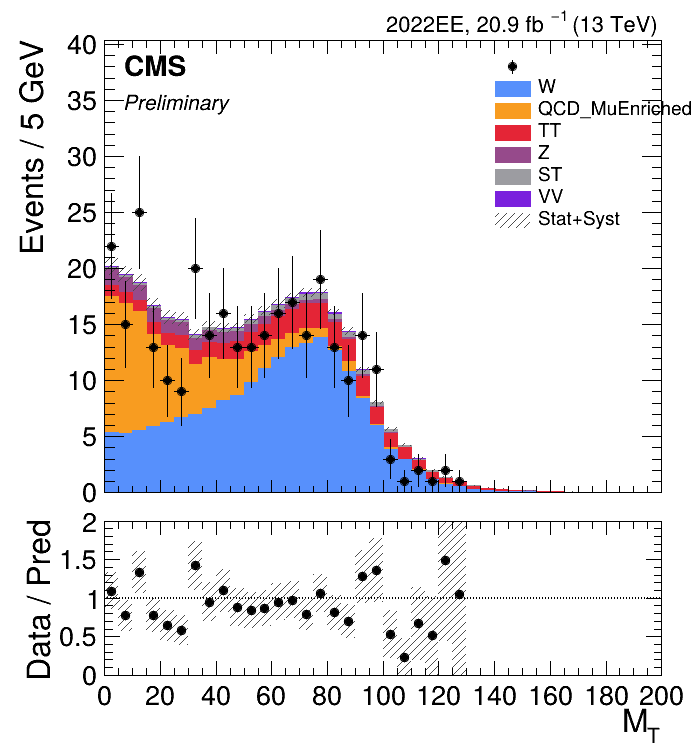 2022EE, 20.9 fb⁻¹ (13 TeV)
CMS
Preliminary
Events / 5 GeV
40
35
30
25
20
15
10
5
0
W
QCD_MuEnriched
TT
Z
ST
VV
Stat+Syst
Data / Pred
2
1.5
1
0.5
0
0 20 40 60 80 100 120 140 160 180 200
M_T